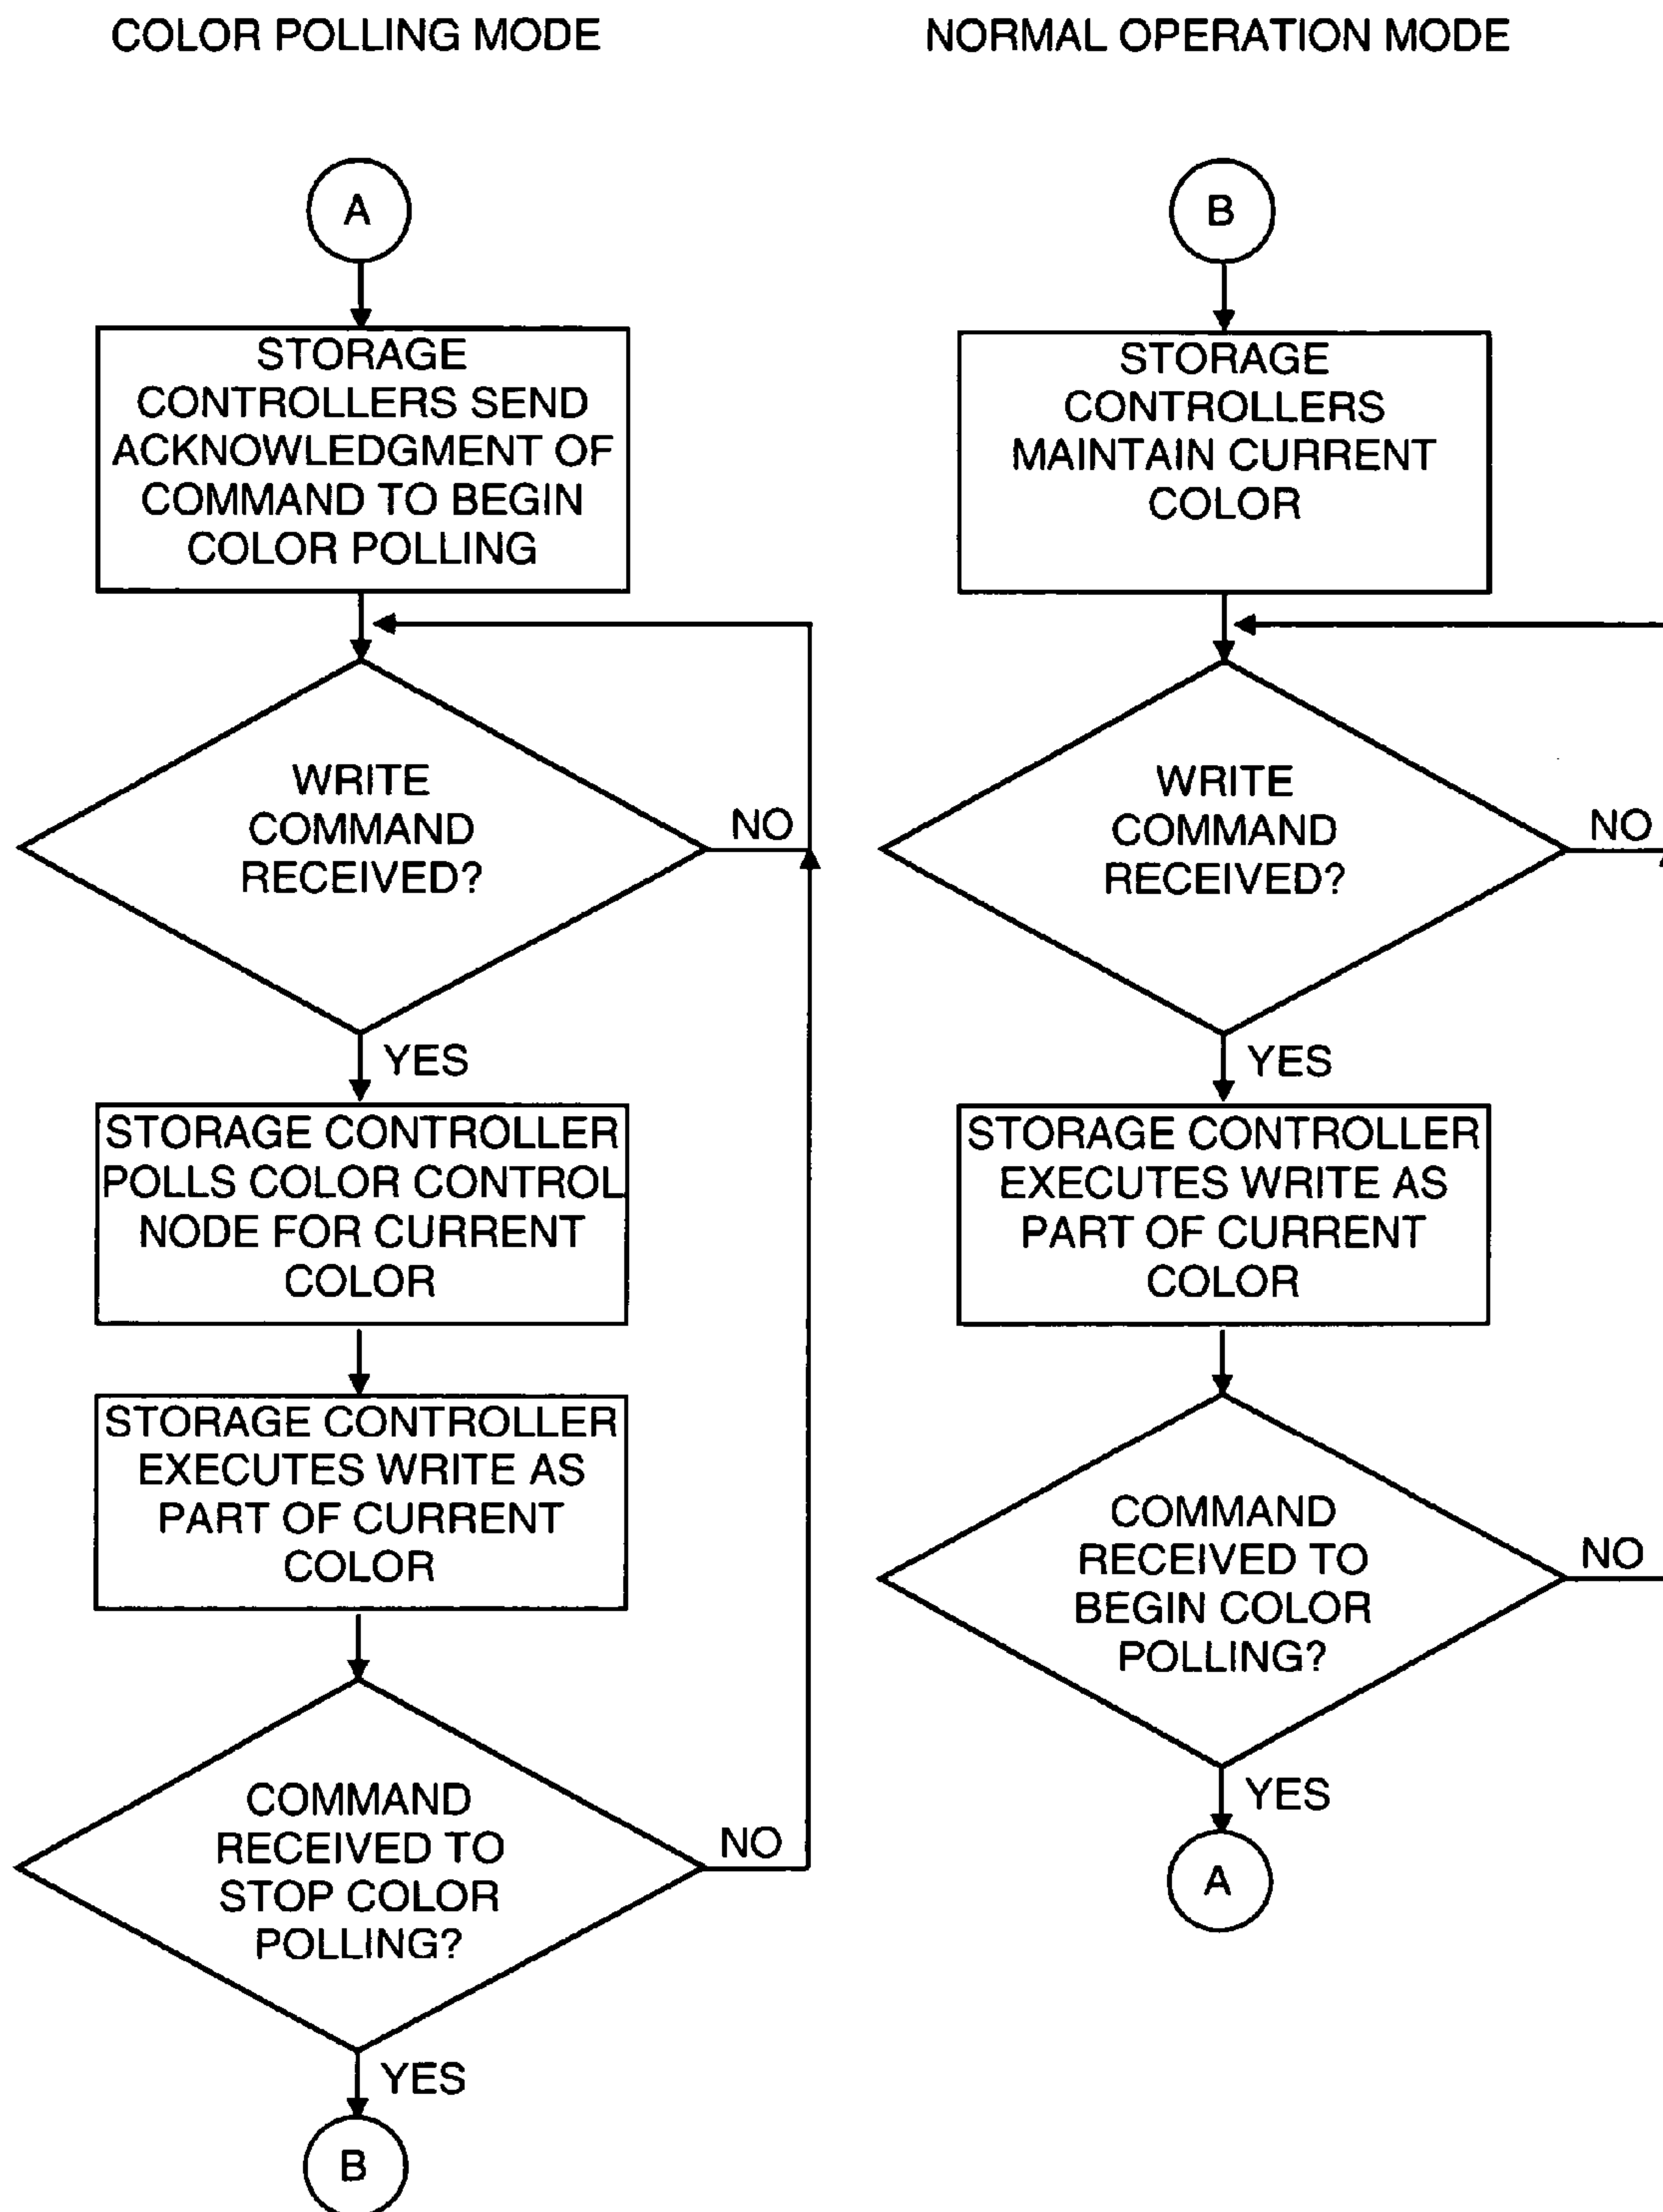 COLOR POLLING MODE
A
STORAGE
CONTROLLERS SEND
ACKNOWLEDGMENT OF
COMMAND TO BEGIN
COLOR POLLING
WRITE
COMMAND
RECEIVED?
NO
YES
STORAGE CONTROLLER
POLLS COLOR CONTROL
NODE FOR CURRENT
COLOR
STORAGE CONTROLLER
EXECUTES WRITE AS
PART OF CURRENT
COLOR
COMMAND
RECEIVED TO
STOP COLOR
POLLING?
NO
YES
B
NORMAL OPERATION MODE
B
STORAGE
CONTROLLERS
MAINTAIN CURRENT
COLOR
WRITE
COMMAND
RECEIVED?
NO
YES
STORAGE CONTROLLER
EXECUTES WRITE AS
PART OF CURRENT
COLOR
COMMAND
RECEIVED TO
BEGIN COLOR
POLLING?
NO
YES
A